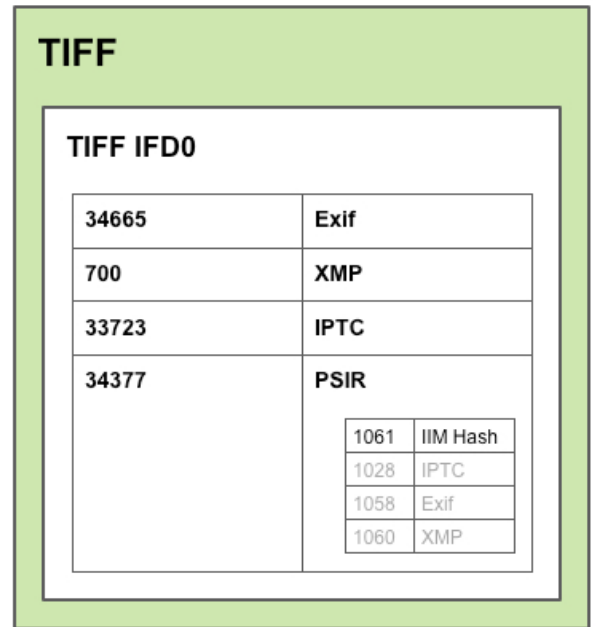 TIFF
TIFF IFD0
34665 Exif
700 XMP
33723 IPTC
34377 PSIR
1061 IIM Hash
1028 IPTC
1058 Exif
1060 XMP